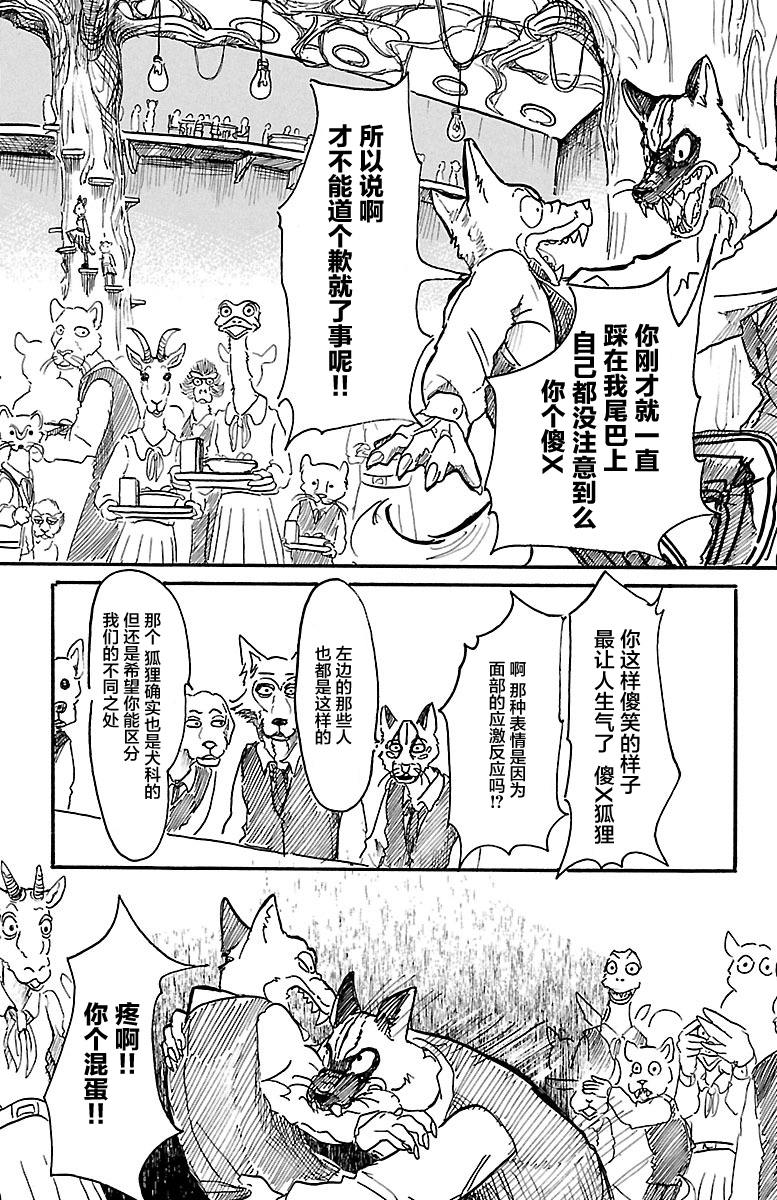 你刚才就一直
踩在我尾巴上
自己都没注意到么
你个傻X
所以说啊
才不能道个歉就了事呢!!
你这样傻笑的样子
最让人生气了 傻X狐狸
啊 那种表情是因为
面部的应激反应吗!?
左边的那些人
也都是这样的
那个 狐狸确实也是犬科的
但还是希望你能区分
我们的不同之处
疼啊!!
你个混蛋!!